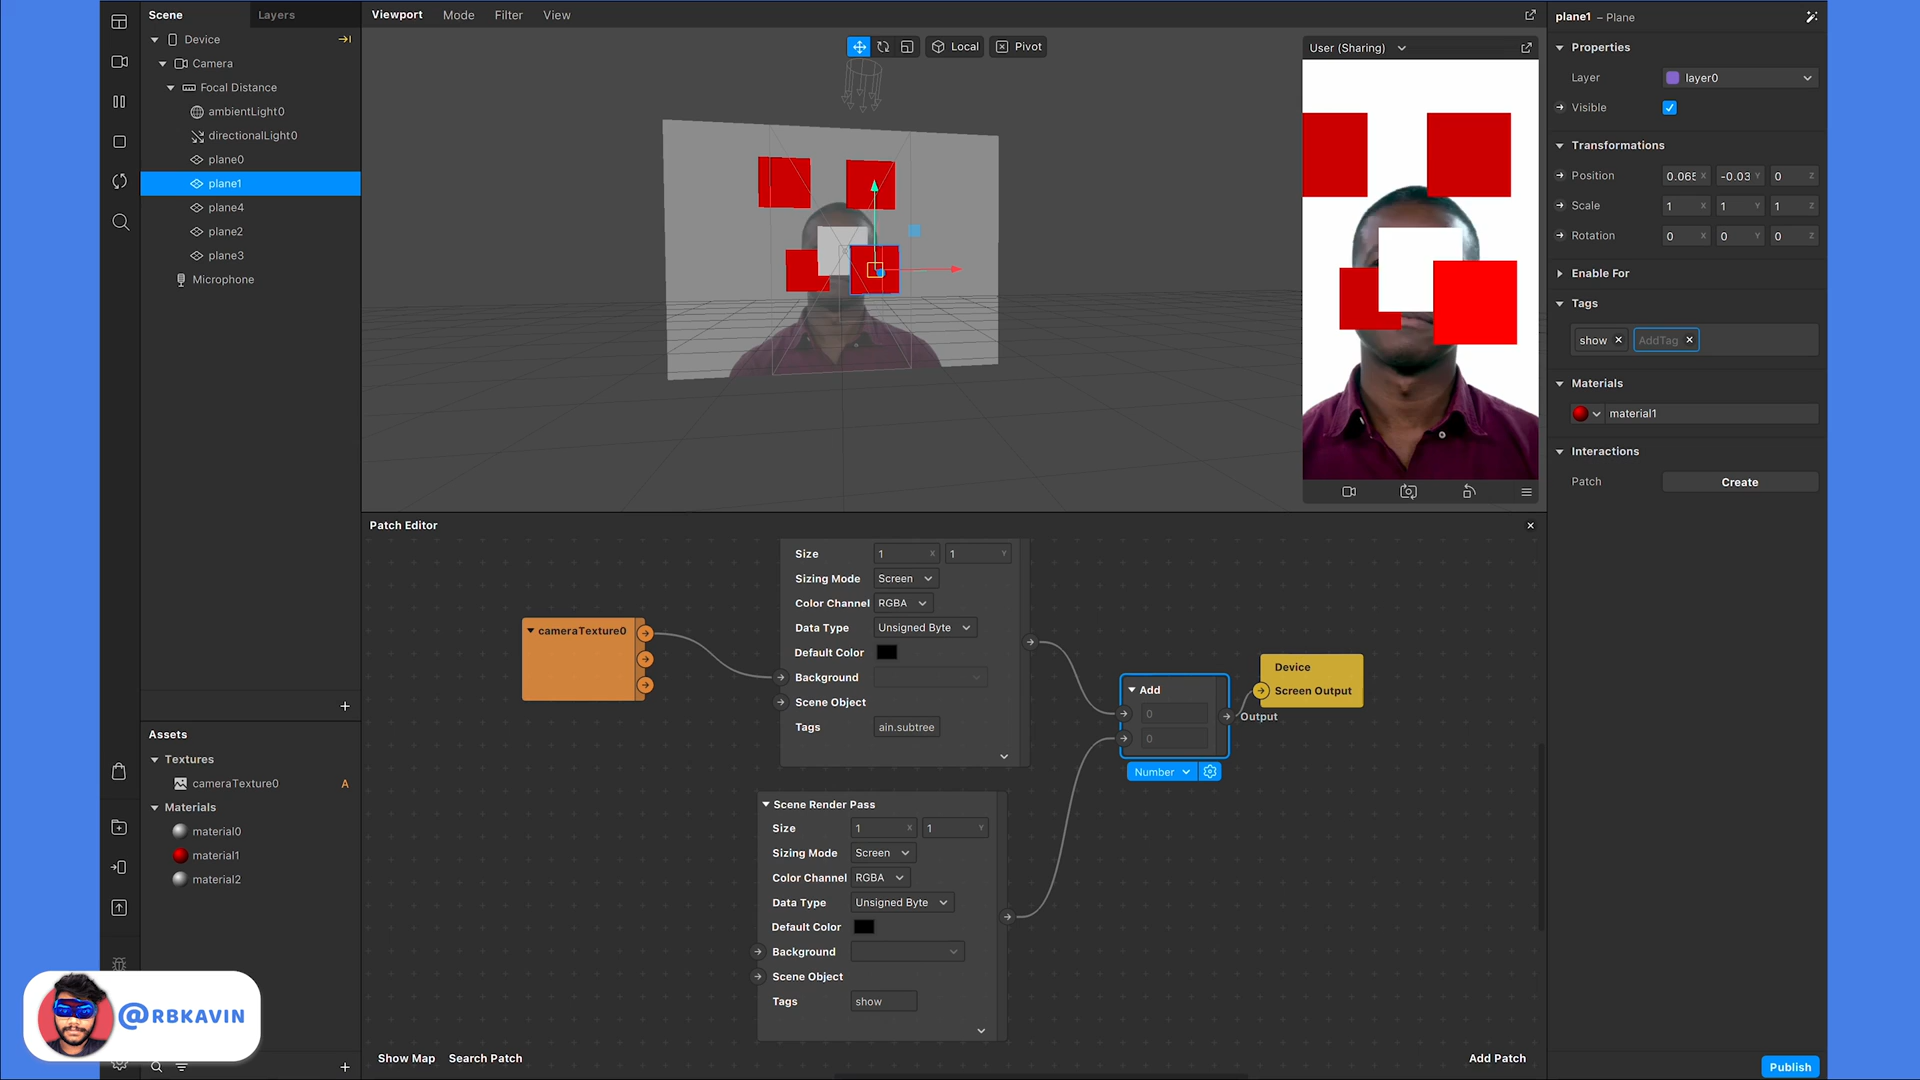 Scene
Layers
Device
Camera
Focal Distance
ambientLight0
directionalLight0
plane0
plane1
plane4
plane2
plane3
Microphone
Assets
Textures
cameraTexture0 A
Materials
material0
material1
material2
@RBKAVIN
Viewport Mode Filter View
Local Pivot
User (Sharing)
Patch Editor
cameraTexture0
Size 1 X 1 Y
Sizing Mode Screen
Color Channel RGBA
Data Type Unsigned Byte
Default Color
Background
Scene Object
Tags ain.subtree
Scene Render Pass
Size 1 X 1 Y
Sizing Mode Screen
Color Channel RGBA
Data Type Unsigned Byte
Default Color
Background
Scene Object
Tags show
Add
0
0
Output
Number
Device
Screen Output
Show Map Search Patch
Add Patch
plane1 – Plane
Properties
Layer layer0
Visible
Transformations
Position 0.065 X -0.03 Y 0 Z
Scale 1 X 1 Y 1 Z
Rotation 0 X 0 Y 0 Z
Enable For
Tags
show AddTag
Materials
material1
Interactions
Patch Create
Publish